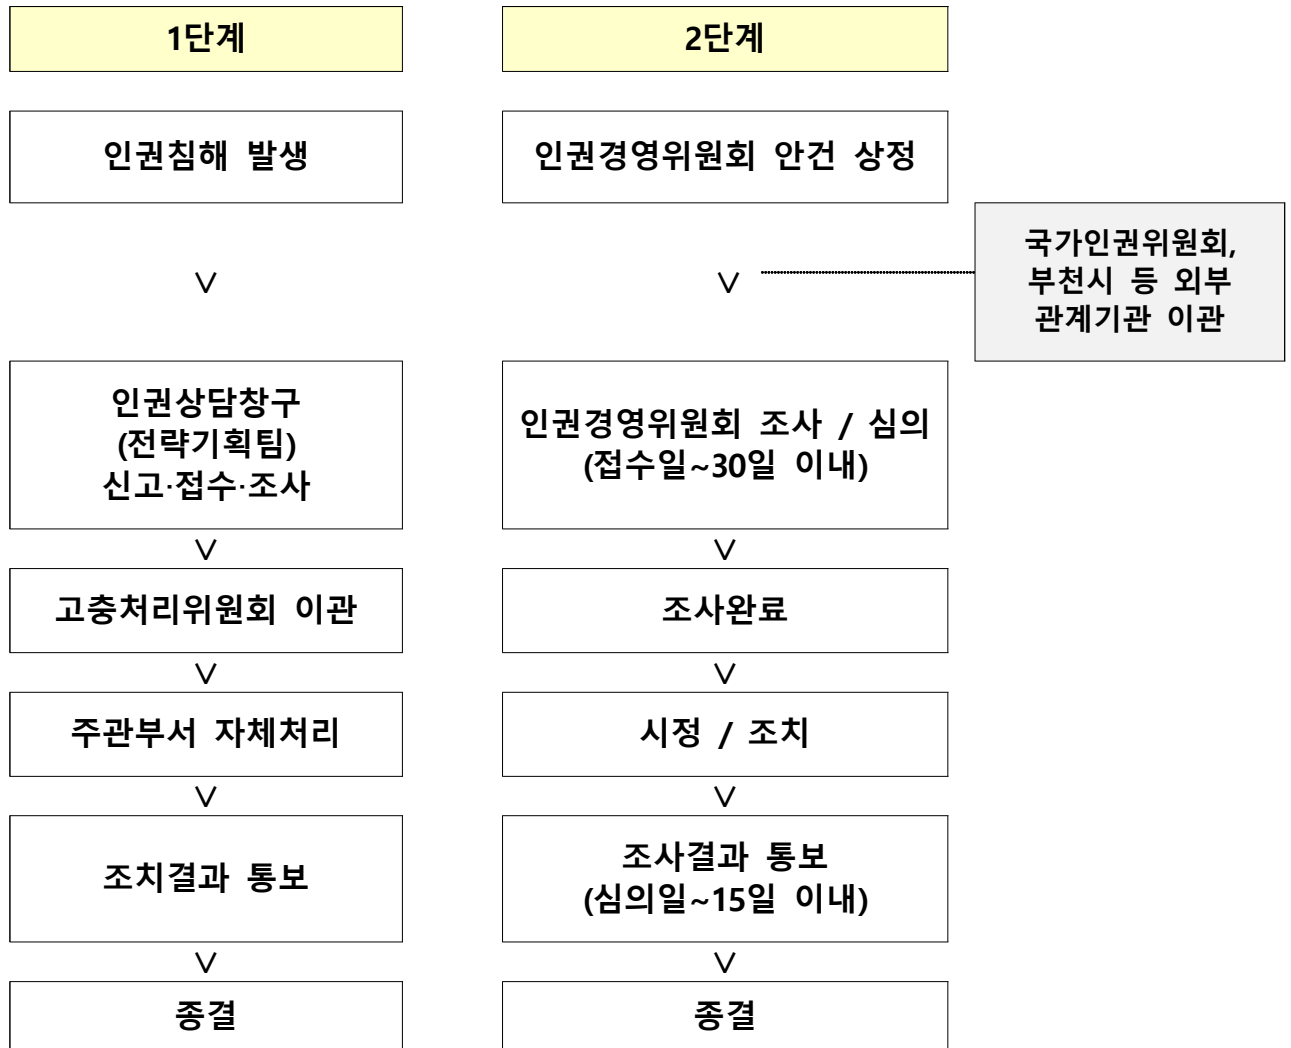 1단계
인권침해 발생
∨
인권상담창구
(전략기획팀)
신고·접수·조사
∨
고충처리위원회 이관
∨
주관부서 자체처리
∨
조치결과 통보
∨
종결
2단계
인권경영위원회 안건 상정
∨
국가인권위원회,
부천시 등 외부
관계기관 이관
인권경영위원회 조사 / 심의
(접수일~30일 이내)
∨
조사완료
∨
시정 / 조치
∨
조사결과 통보
(심의일~15일 이내)
∨
종결